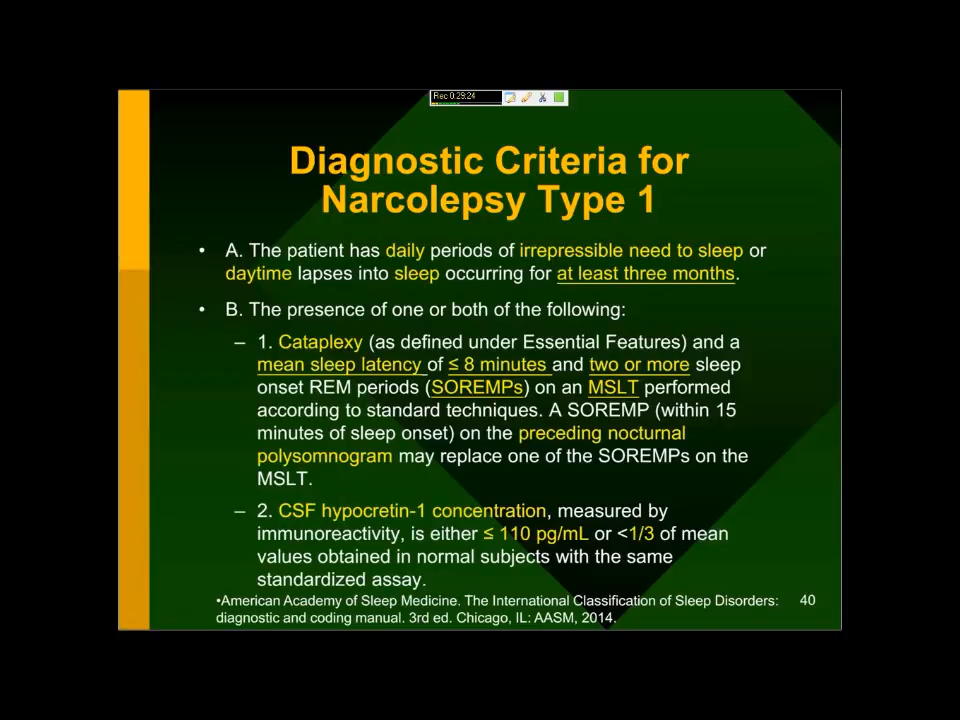 Rec 0:29:24
Diagnostic Criteria for
Narcolepsy Type 1
• A. The patient has daily periods of irrepressible need to sleep or
daytime lapses into sleep occurring for at least three months.
• B. The presence of one or both of the following:
– 1. Cataplexy (as defined under Essential Features) and a
mean sleep latency of ≤ 8 minutes and two or more sleep
onset REM periods (SOREMPs) on an MSLT performed
according to standard techniques. A SOREMP (within 15
minutes of sleep onset) on the preceding nocturnal
polysomnogram may replace one of the SOREMPs on the
MSLT.
– 2. CSF hypocretin-1 concentration, measured by
immunoreactivity, is either ≤ 110 pg/mL or <1/3 of mean
values obtained in normal subjects with the same
standardized assay.
•American Academy of Sleep Medicine. The International Classification of Sleep Disorders:
diagnostic and coding manual. 3rd ed. Chicago, IL: AASM, 2014.
40